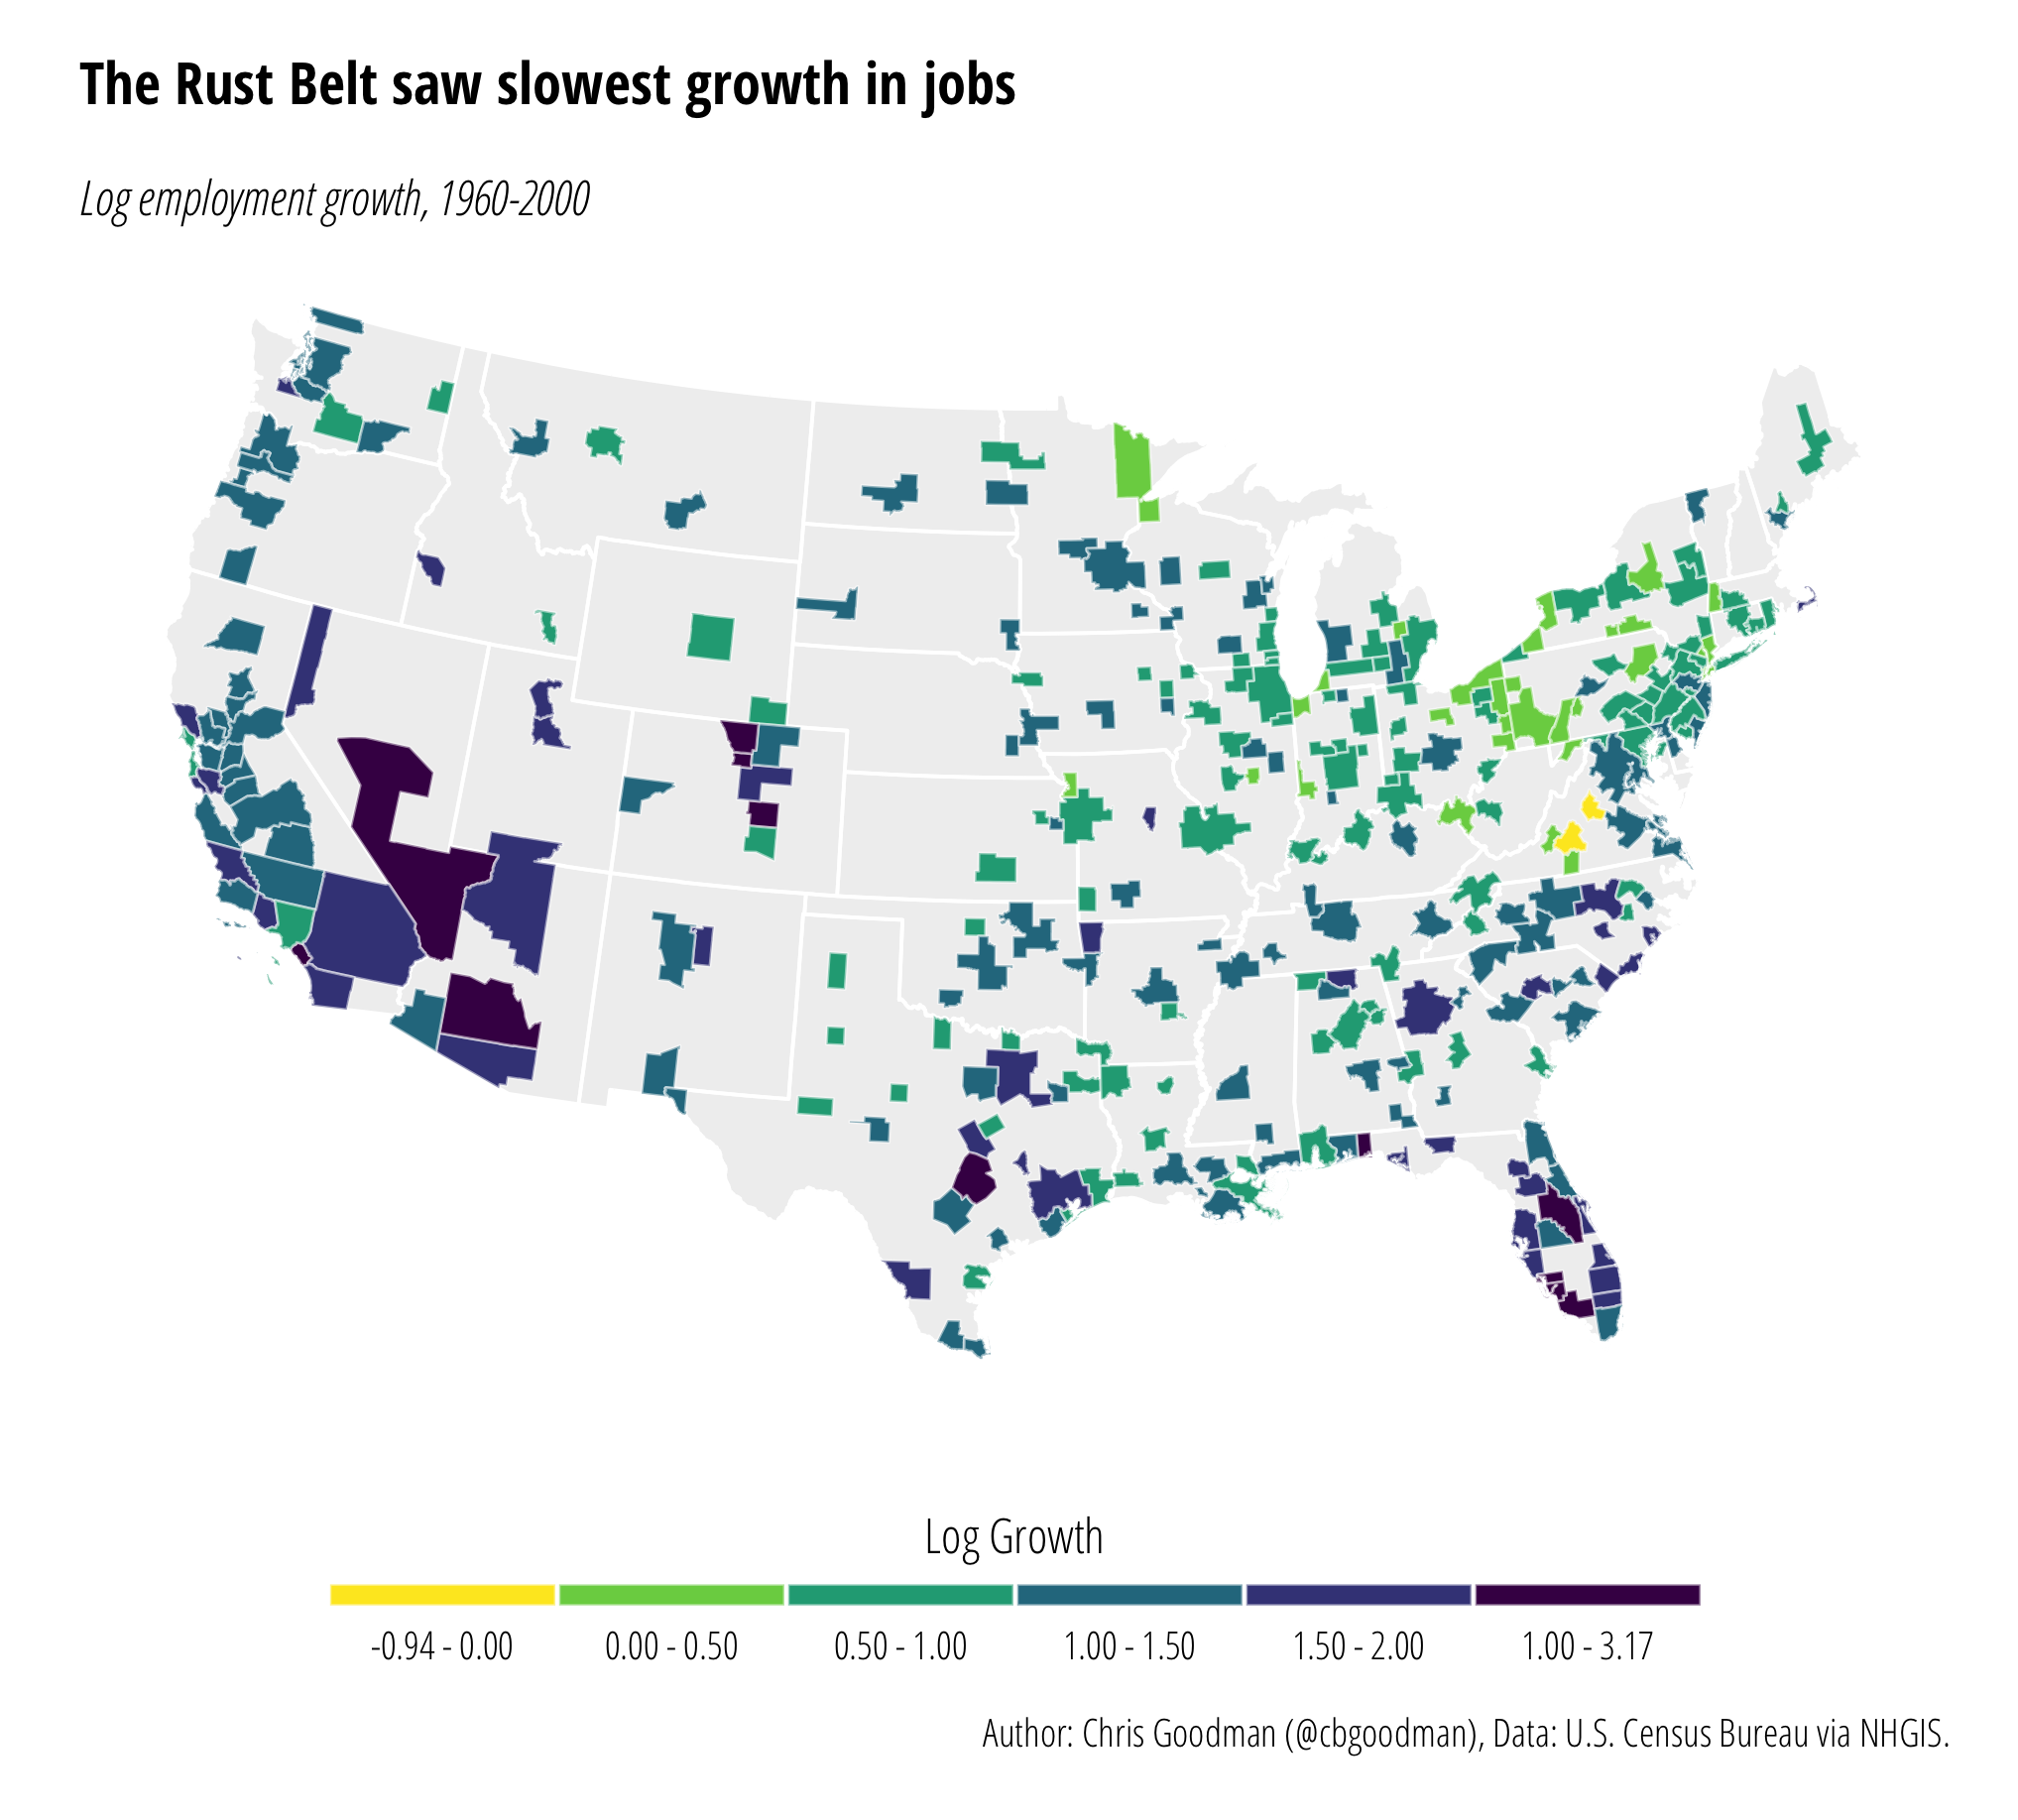 The Rust Belt saw slowest growth in jobs
Log employment growth, 1960-2000
Log Growth
-0.94 - 0.00 0.00 - 0.50 0.50 - 1.00 1.00 - 1.50 1.50 - 2.00 1.00 - 3.17
Author: Chris Goodman (@cbgoodman), Data: U.S. Census Bureau via NHGIS.